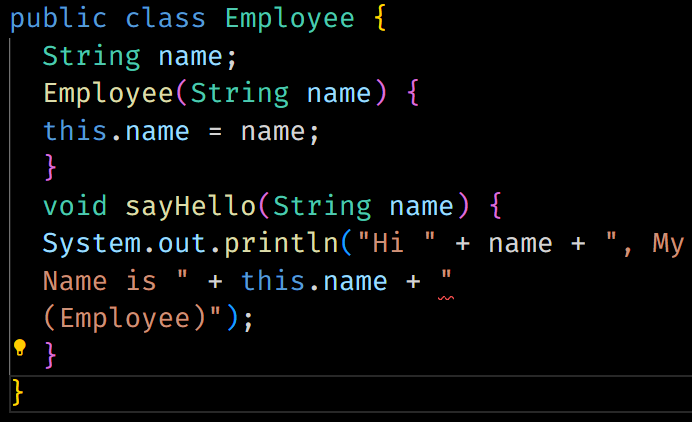 public class Employee {
String name;
Employee(String name) {
this.name = name;
}
void sayHello(String name) {
System.out.println("Hi " + name + ", My
Name is " + this.name + "
(Employee)");
}
}